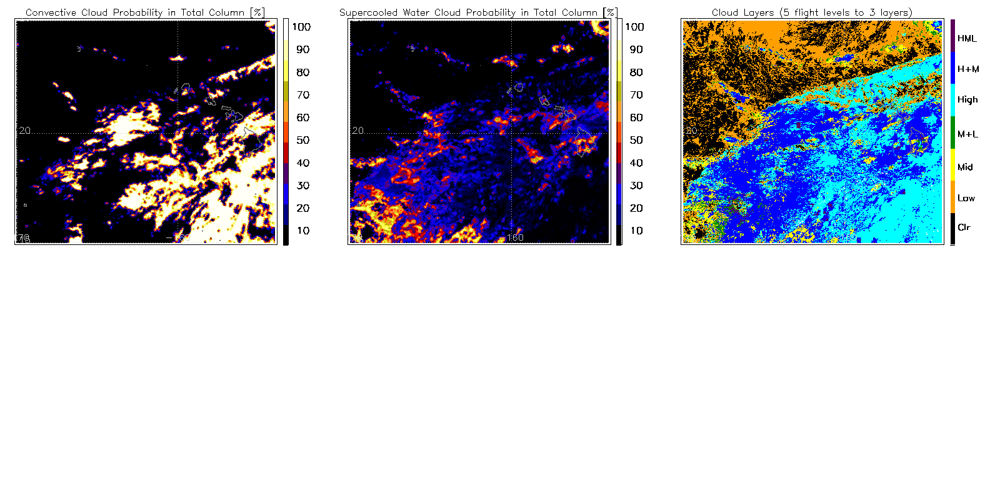 Convective Cloud Probability in Total Column [%]
100
90
80
70
60
50
40
30
20
10
20
-160
Supercooled Water Cloud Probability in Total Column [%]
100
90
80
70
60
50
40
30
20
10
20
-160
Cloud Layers (5 flight levels to 3 layers)
HML
H+M
High
M+L
Mid
Low
Clr